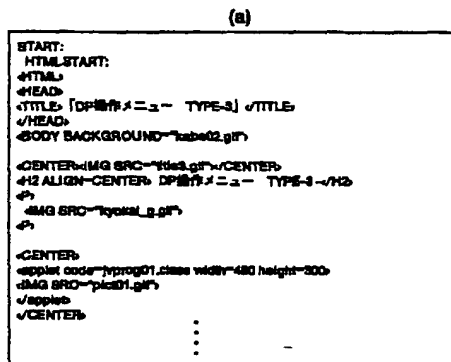 (a)
START:
HTMLSTART:
<HTML>
<HEAD>
<TITLE> 「DP操作メニュー TYPE-3」 </TITLE>
</HEAD>
<BODY BACKGROUND="kabe02.gif">
<CENTER><IMG SRC="title3.gif"></CENTER>
<H2 ALIGN=CENTER> DP操作メニュー TYPE-3 </H2>
<P>
<IMG SRC="kyokai_g.gif">
<P>
<CENTER>
<applet code="jvprog01.class width=480 height=300>
<IMG SRC="pict01.gif">
</applet>
</CENTER>